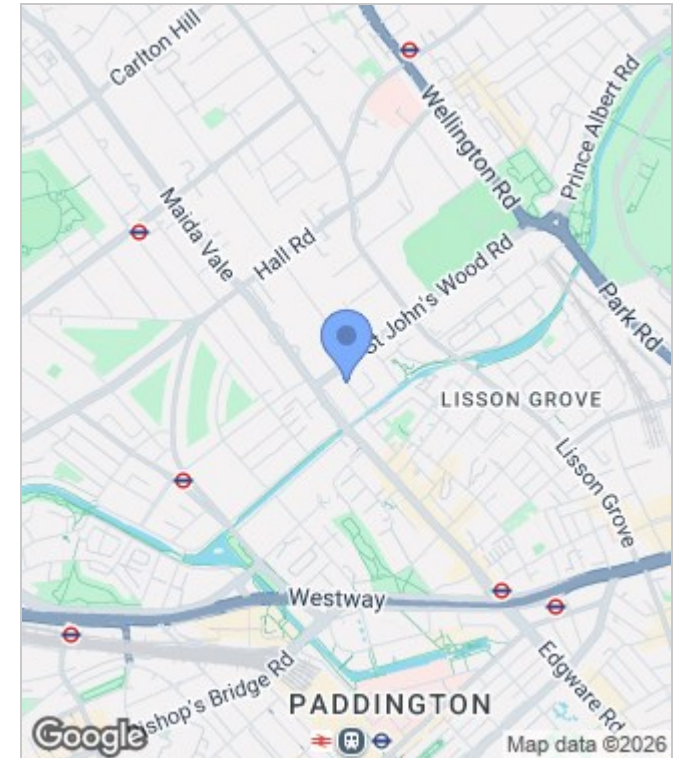 Carlton Hill
Wellington Rd
Prince Albert Rd
Maida Vale
Hall Rd
St John's Wood Rd
Park Rd
LISSON GROVE
Lisson Grove
Westway
Edgware Rd
Bishop's Bridge Rd
PADDINGTON
Google
Map data ©2026